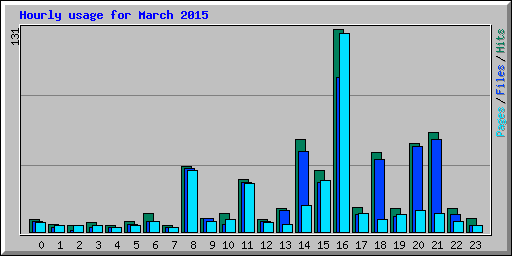 Hourly usage for March 2015
131
Pages/Files/Hits
0 1 2 3 4 5 6 7 8 9 10 11 12 13 14 15 16 17 18 19 20 21 22 23